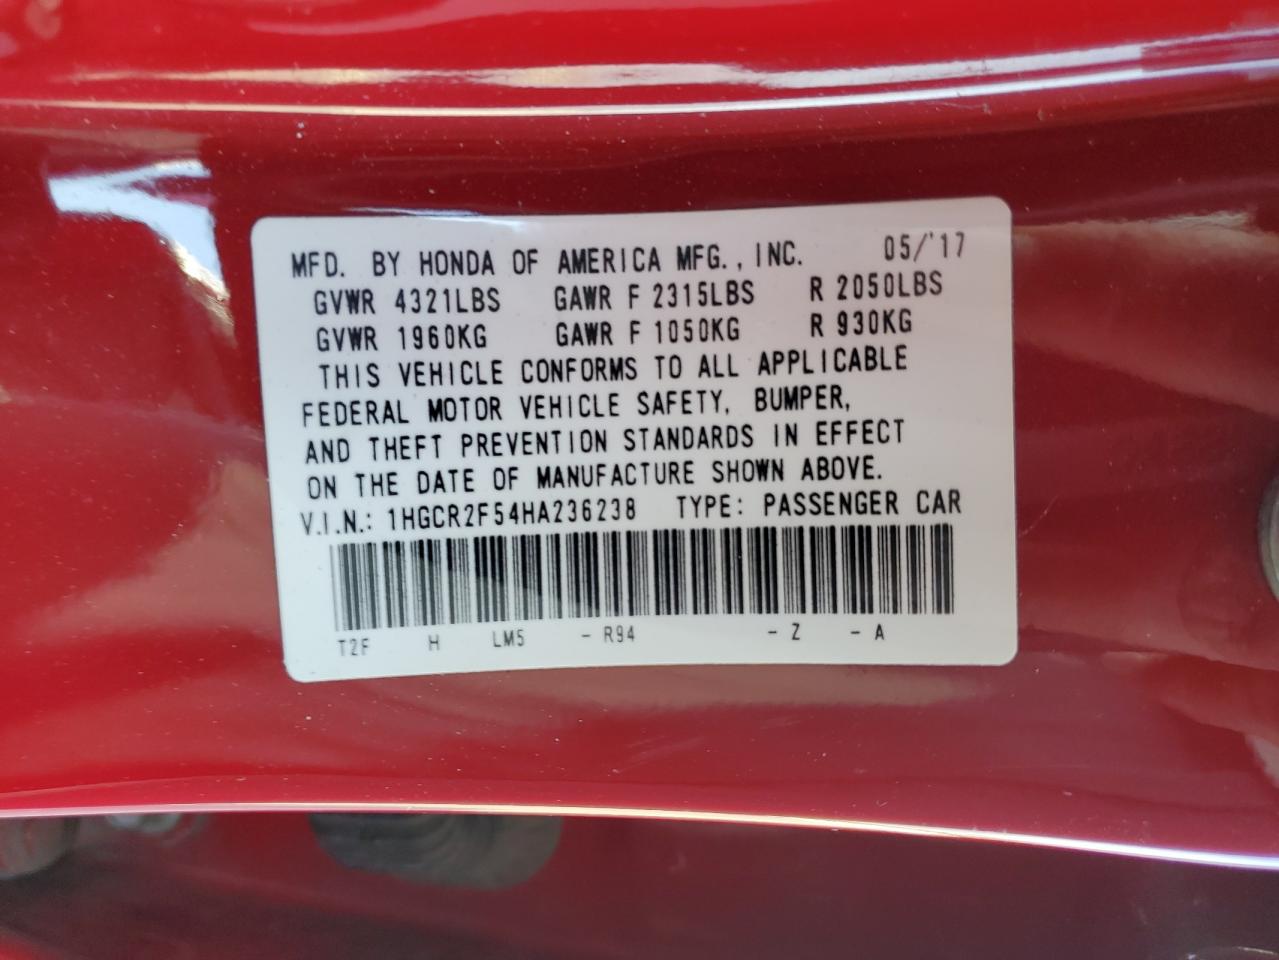 MFD. BY HONDA OF AMERICA MFG., INC. 05/'17
GVWR 4321LBS GAWR F 2315LBS R 2050LBS
GVWR 1960KG GAWR F 1050KG R 930KG
THIS VEHICLE CONFORMS TO ALL APPLICABLE
FEDERAL MOTOR VEHICLE SAFETY, BUMPER,
AND THEFT PREVENTION STANDARDS IN EFFECT
ON THE DATE OF MANUFACTURE SHOWN ABOVE.
V.I.N.: 1HGCR2F54HA236238 TYPE: PASSENGER CAR
T2F H LM5 - R94 - Z - A